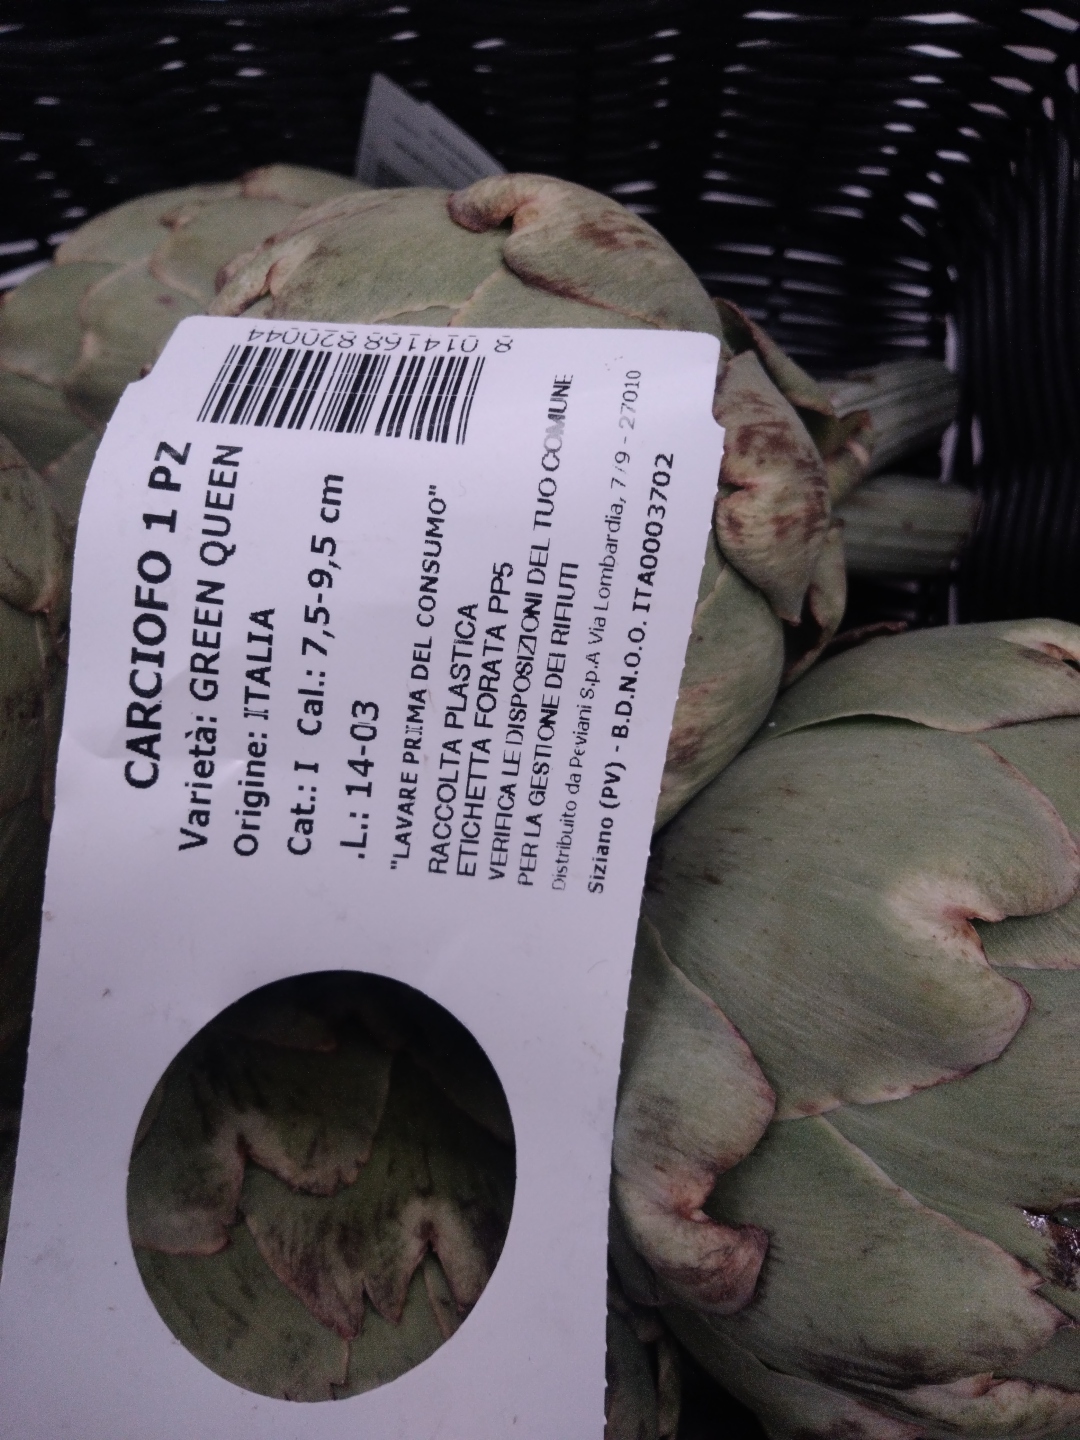 CARCIOFO 1 PZ
Varietà: GREEN QUEEN
Origine: ITALIA
Cat.: I Cal.: 7,5-9,5 cm
.L.: 14-03
"LAVARE PRIMA DEL CONSUMO"
RACCOLTA PLASTICA
ETICHETTA FORATA PP5
VERIFICA LE DISPOSIZIONI DEL TUO COMUNE
PER LA GESTIONE DEI RIFIUTI
Distribuito da Peviani S.p.A Via Lombardia, 7/9 - 27010
Siziano (PV) - B.D.N.O.O. ITA0003702
8 014168 820044